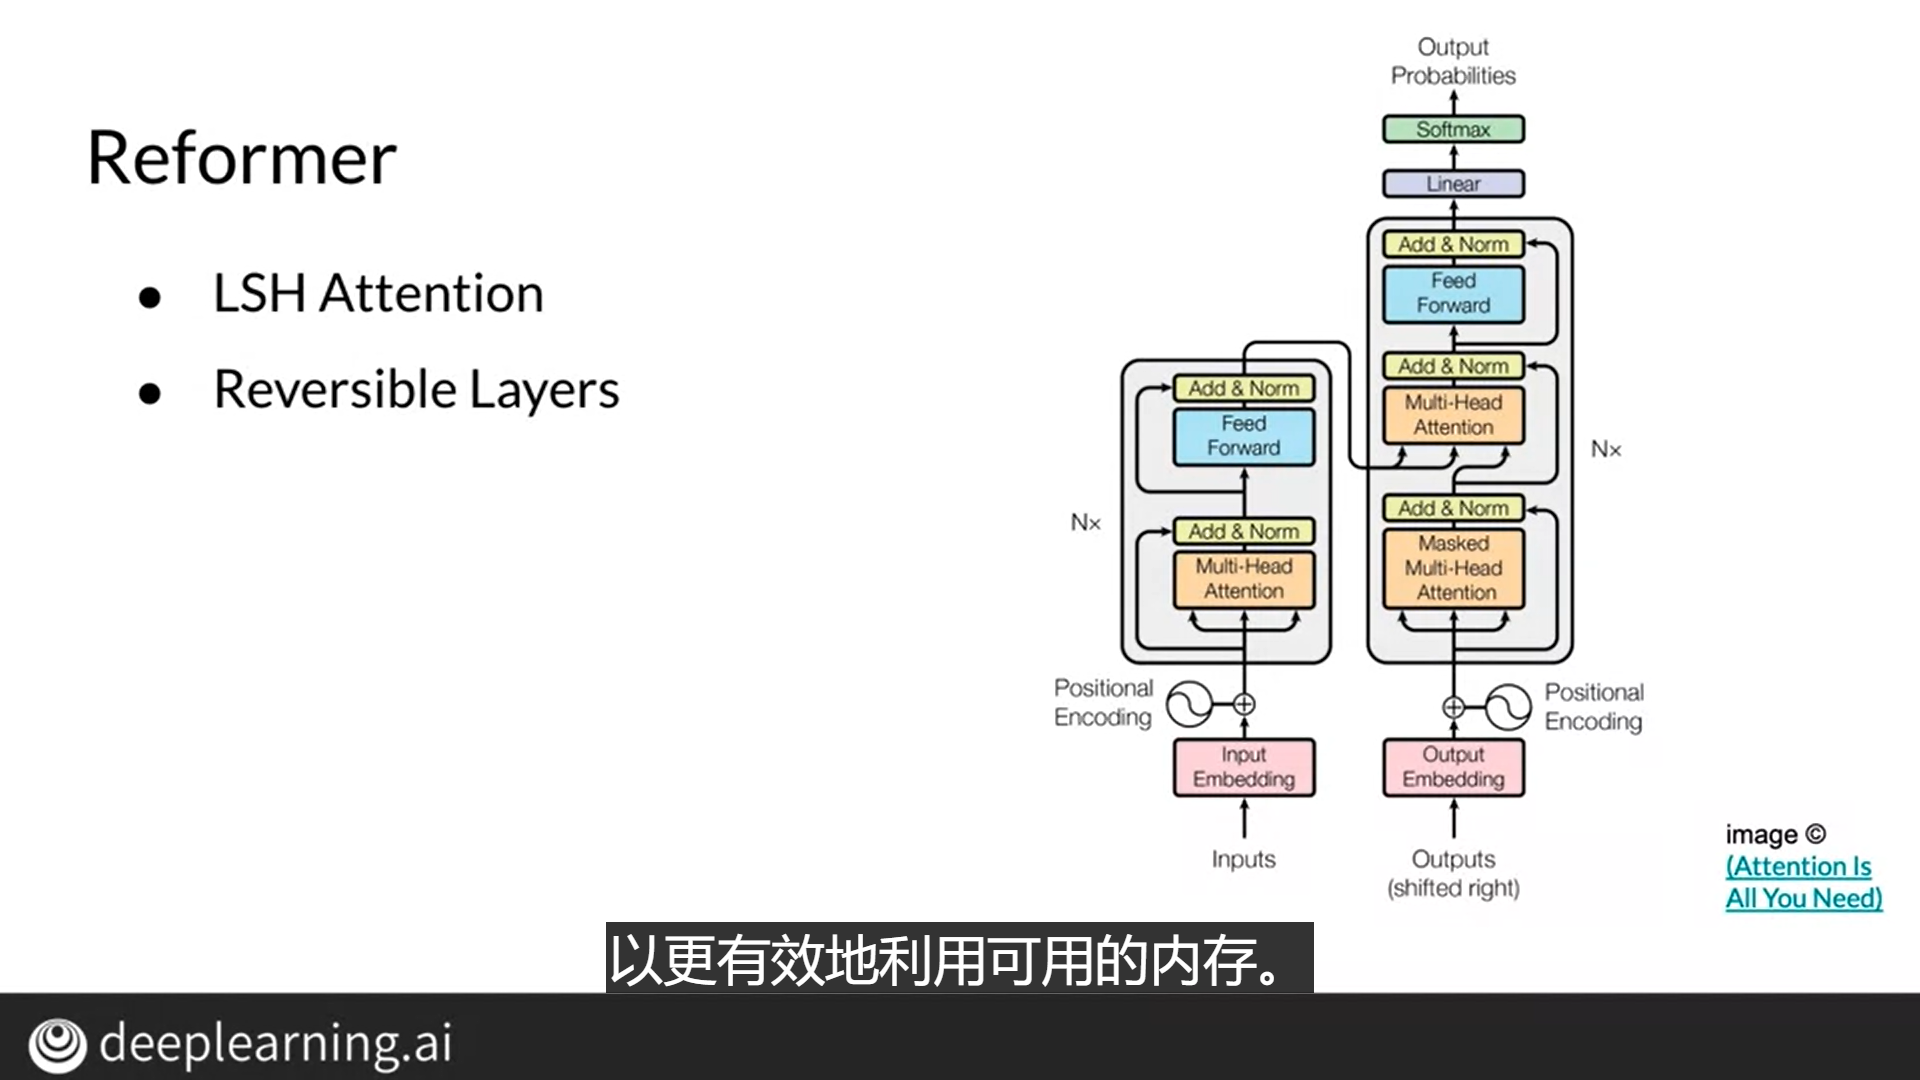 Reformer
● LSH Attention
● Reversible Layers
Output
Probabilities
Softmax
Linear
Add & Norm
Feed
Forward
Add & Norm
Multi-Head
Attention
Nx
Add & Norm
Masked
Multi-Head
Attention
Add & Norm
Feed
Forward
Nx
Add & Norm
Multi-Head
Attention
Positional
Encoding
Positional
Encoding
Input
Embedding
Output
Embedding
Inputs
Outputs
(shifted right)
image ©
(Attention Is
All You Need)
以更有效地利用可用的内存。
deeplearning.ai